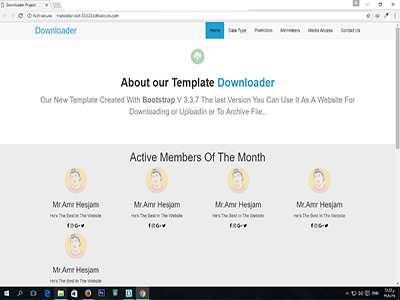 Downloader Project
Not secure | translator-bat-55323.bitballoon.com
Downloader
Home Data Type Pomotion Memmbers Media Access Cuntact Us
About our Template Downloader
Our New Template Created With Bootstrap V 3.3.7 The last Version You Can Use It As A Website For
Downloading or Uploadin or To Archive File..
Active Members Of The Month
Mr.Amr Hesjam Mr.Amr Hesjam Mr.Amr Hesjam Mr.Amr Hesjam
He's The Best In The Website He's The Best In The Website He's The Best In The Website He's The Best In The Website
Mr.Amr Hesjam
He's The Best In The Website
ENG